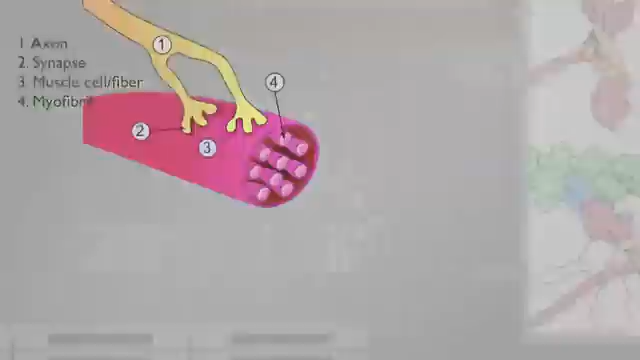 1 Axon
2. Synapse
3. Muscle cell/fiber
4. Myofibril
1
4
2
3